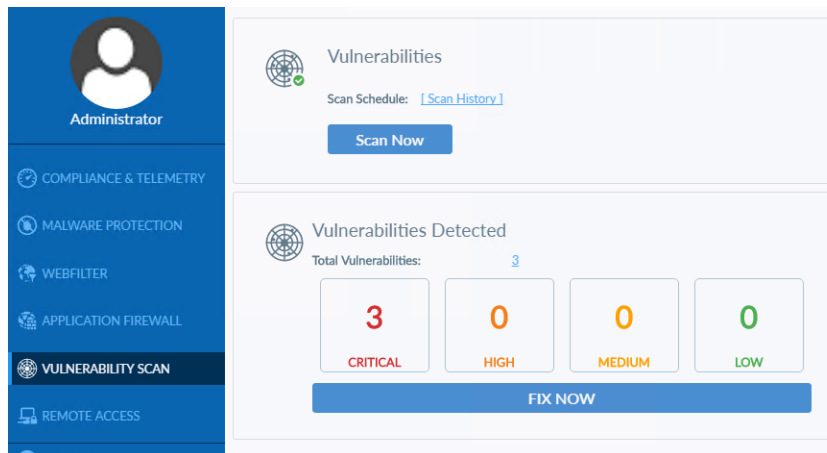 Administrator
COMPLIANCE & TELEMETRY
MALWARE PROTECTION
WEBFILTER
APPLICATION FIREWALL
VULNERABILITY SCAN
REMOTE ACCESS
Vulnerabilities
Scan Schedule: [ Scan History ]
Scan Now
Vulnerabilities Detected
Total Vulnerabilities: 3
3 0 0 0
CRITICAL HIGH MEDIUM LOW
FIX NOW